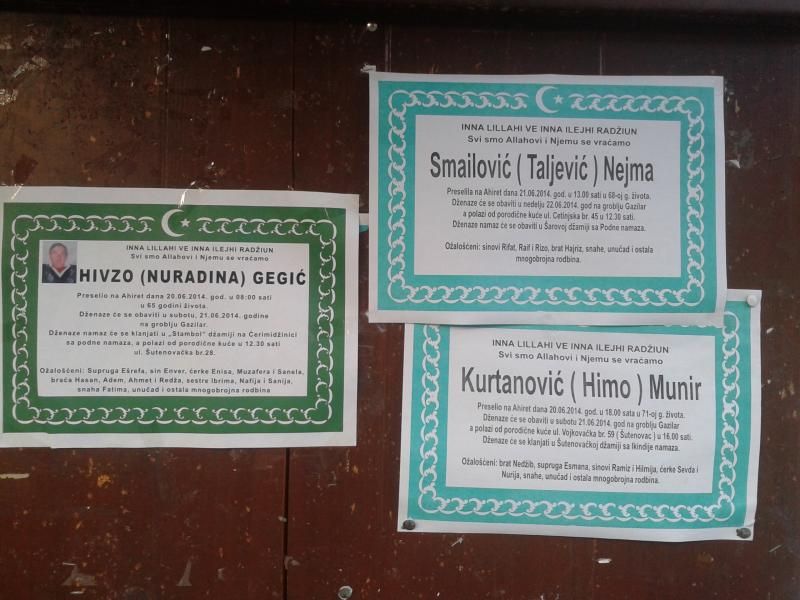 INNA LILLAHI VE INNA ILEJHI RADŽIUN
Svi smo Allahovi i Njemu se vraćamo
HIVZO (NURADINA) GEGIĆ
Preselio na Ahiret dana 20.06.2014. god. u 08:00 sati
u 65 godini života.
Dženaze će se obaviti u subotu, 21.06.2014. godine
na groblju Gazilar.
Dženaze namaz će se klanjati u „Stambol“ džamiji na Ćerimidžinici
sa podne namaza, a polazi od porodične kuće u 12.30 sati
ul. Šutenovačka br.28.
Ožalošćeni: Supruga Ešrefa, sin Enver, ćerke Enisa, Muzafera i Sanela,
braća Hasan, Adem, Ahmet i Redža, sestre Ibrima, Nafija i Sanija,
snaha Fatima, unučad i ostala mnogobrojna rodbina
INNA LILLAHI VE INNA ILEJHI RADŽIUN
Svi smo Allahovi i Njemu se vraćamo
Smailović ( Taljević ) Nejma
Preselila na Ahiret dana 21.06.2014. god. u 13.00 sati u 68-oj g. života.
Dženaze će se obaviti u nedelju 22.06.2014. god na groblju Gazilar
a polazi od porodične kuće ul. Cetinjska br. 45 u 12.30 sati.
Dženaze namaz će se obaviti u Šarovoj džamiji sa Podne namaza.
Ožalošćeni: sinovi Rifat, Raif i Rizo, brat Hajriz, snahe, unučad i ostala
mnogobrojna rodbina.
INNA LILLAHI VE INNA ILEJHI RADŽIUN
Svi smo Allahovi i Njemu se vraćamo
Kurtanović ( Himo ) Munir
Preselio na Ahiret dana 20.06.2014. god. u 18.00 sata u 71-oj g. života.
Dženaze će se obaviti u subotu 21.06.2014. god na groblju Gazilar
a polazi od porodične kuće ul. Vojkovačka br. 59 ( Šutenovac ) u 16.00 sati.
Dženaze će se klanjati u Šutenovačkoj džamiji sa Ikindije namaza.
Ožalošćeni: brat Nedžib, supruga Esmana, sinovi Ramiz i Hilmija, ćerke Sevda i
Nurija, snahe, unučad i ostala mnogobrojna rodbina.